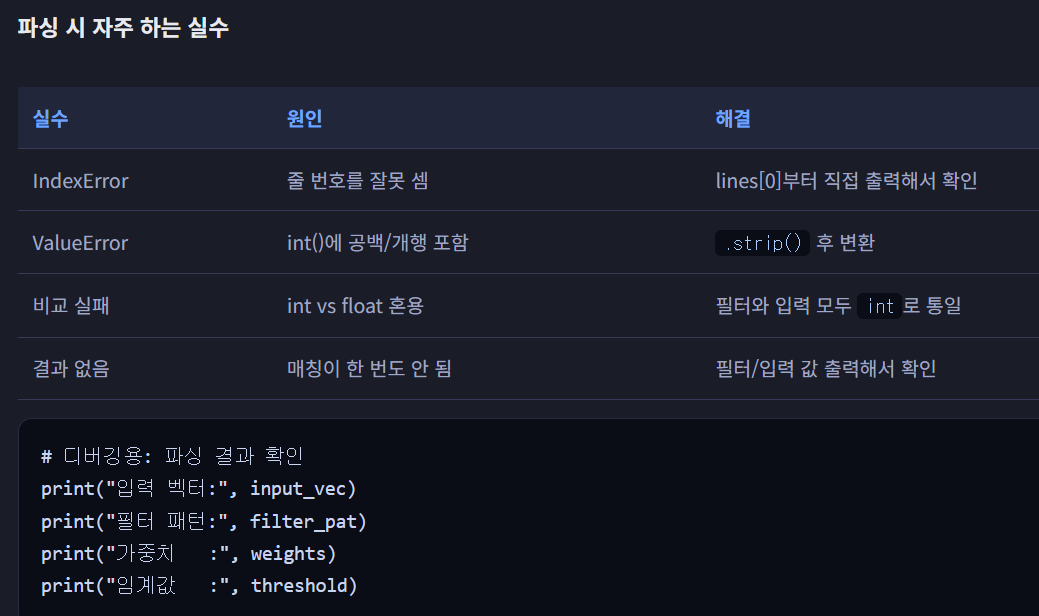 파싱 시 자주 하는 실수
실수 원인 해결
IndexError 줄 번호를 잘못 셈 lines[0]부터 직접 출력해서 확인
ValueError int()에 공백/개행 포함 .strip() 후 변환
비교 실패 int vs float 혼용 필터와 입력 모두 int로 통일
결과 없음 매칭이 한 번도 안 됨 필터/입력 값 출력해서 확인
# 디버깅용: 파싱 결과 확인
print("입력 벡터:", input_vec)
print("필터 패턴:", filter_pat)
print("가중치   :", weights)
print("임계값   :", threshold)